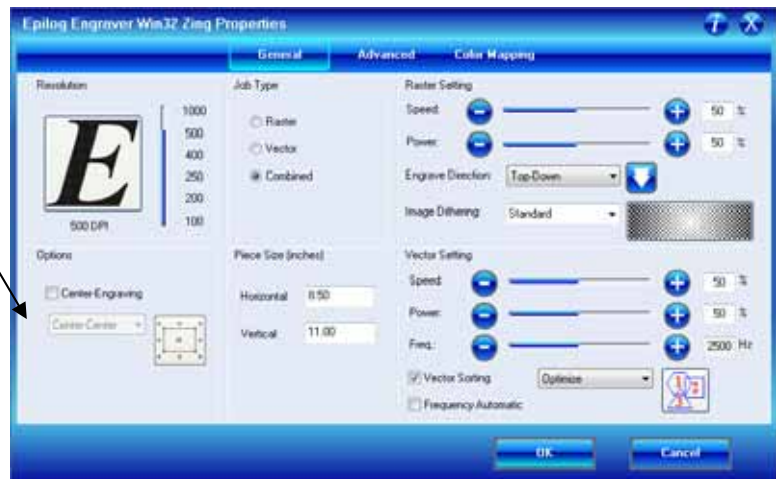 Epilog Engraver Win32 Zing Properties
General Advanced Color Mapping
Resolution
E
1000
500
400
250
200
100
500 DPI
Job Type
Raster
Vector
Combined
Raster Setting
Speed: 50 %
Power: 50 %
Engrave Direction: Top-Down
Image Dithering: Standard
Options
Center-Engraving
Center-Center
Piece Size (inches)
Horizontal 8.50
Vertical 11.00
Vector Setting
Speed: 50 %
Power: 50 %
Freq.: 2500 Hz
Vector Sorting Optimize
Frequency Automatic
OK Cancel